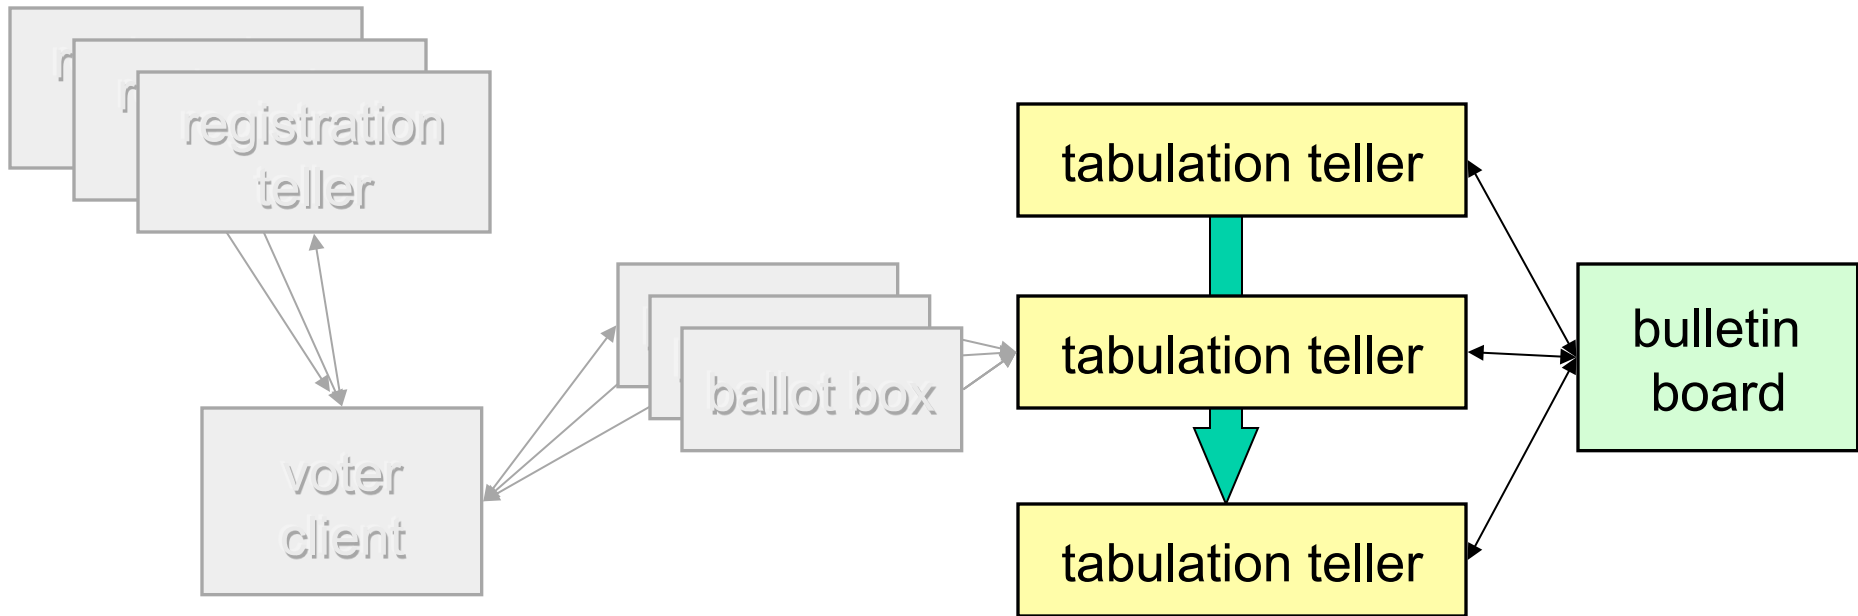 registration
teller
tabulation teller
tabulation teller
bulletin
board
ballot box
voter
client
tabulation teller